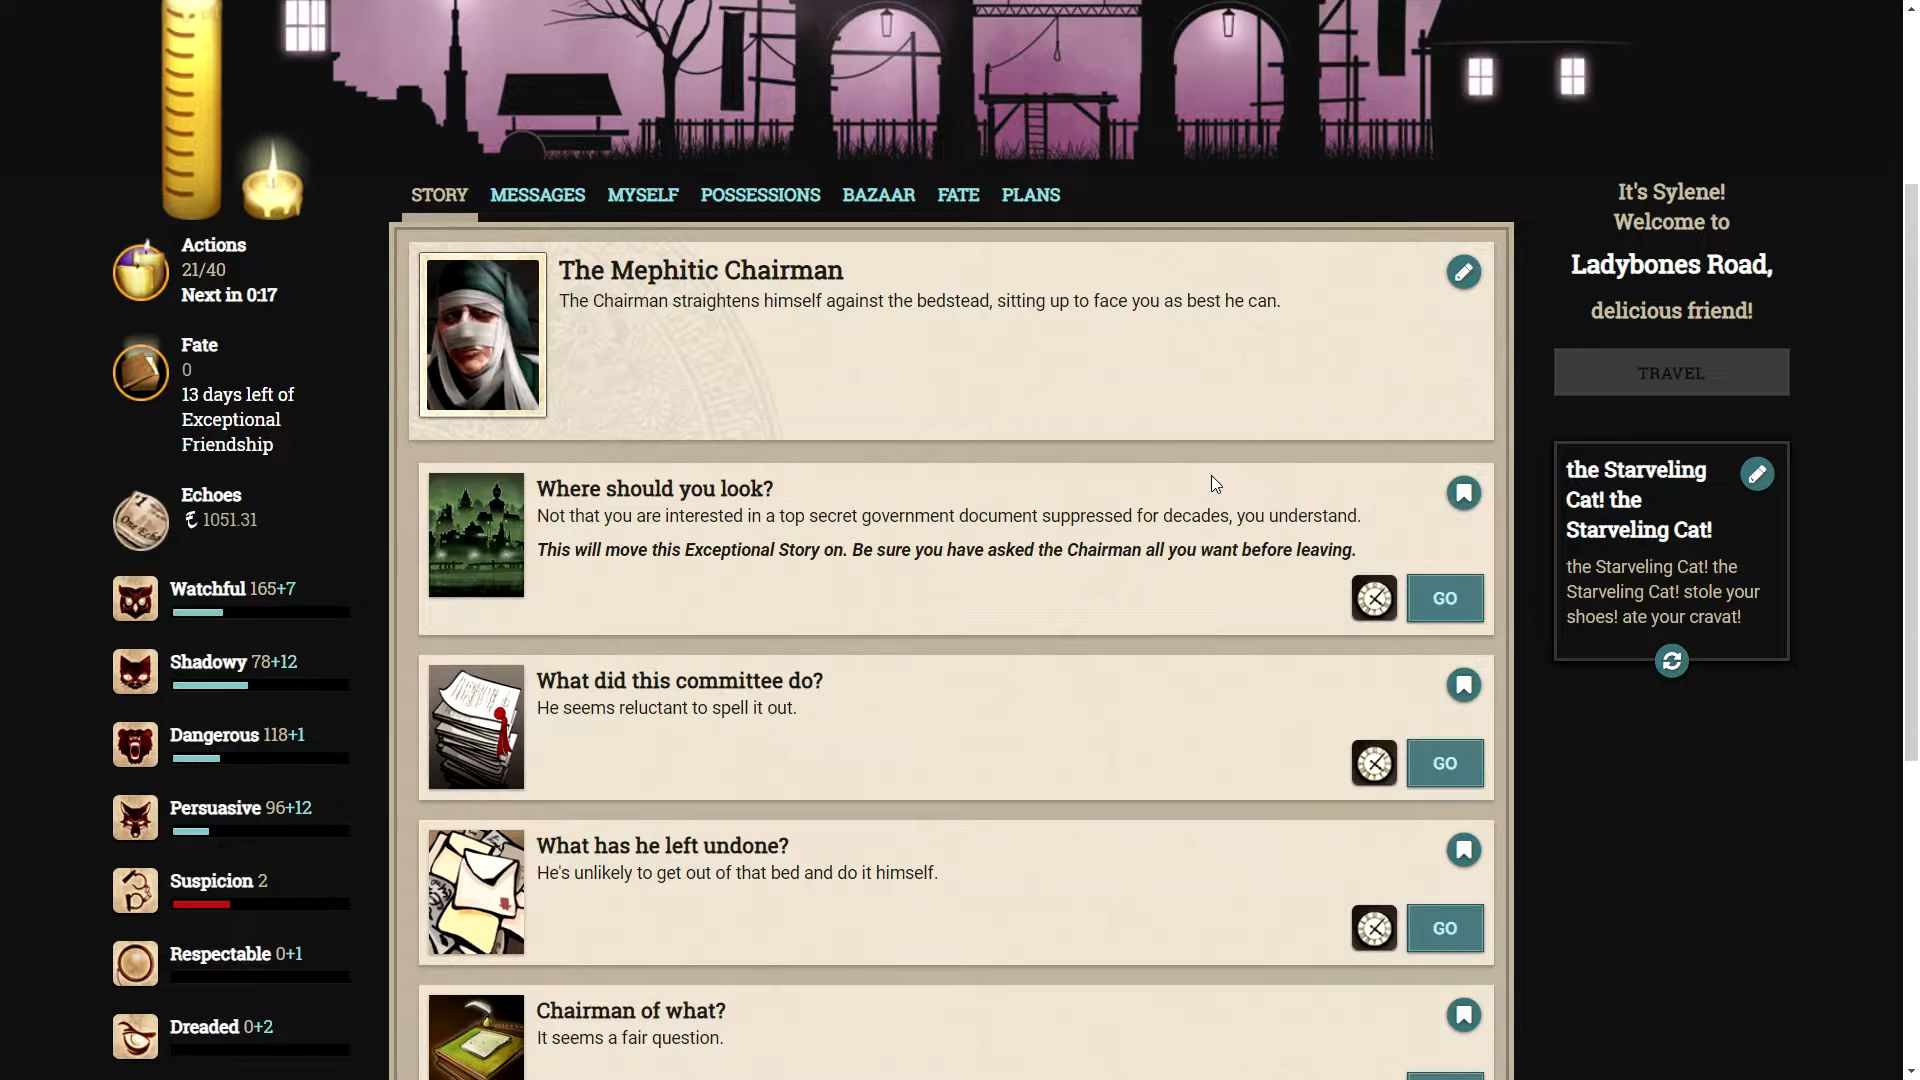 Actions
21/40
Next in 0:17
Fate
0
13 days left of
Exceptional
Friendship
Echoes
1051.31
Watchful 165+7
Shadowy 78+12
Dangerous 118+1
Persuasive 96+12
Suspicion 2
Respectable 0+1
Dreaded 0+2
STORY MESSAGES MYSELF POSSESSIONS BAZAAR FATE PLANS
The Mephitic Chairman
The Chairman straightens himself against the bedstead, sitting up to face you as best he can.
Where should you look?
Not that you are interested in a top secret government document suppressed for decades, you understand.
This will move this Exceptional Story on. Be sure you have asked the Chairman all you want before leaving.
GO
What did this committee do?
He seems reluctant to spell it out.
GO
What has he left undone?
He's unlikely to get out of that bed and do it himself.
GO
Chairman of what?
It seems a fair question.
It's Sylene!
Welcome to
Ladybones Road,
delicious friend!
TRAVEL
the Starveling
Cat! the
Starveling Cat!
the Starveling Cat! the
Starveling Cat! stole your
shoes! ate your cravat!